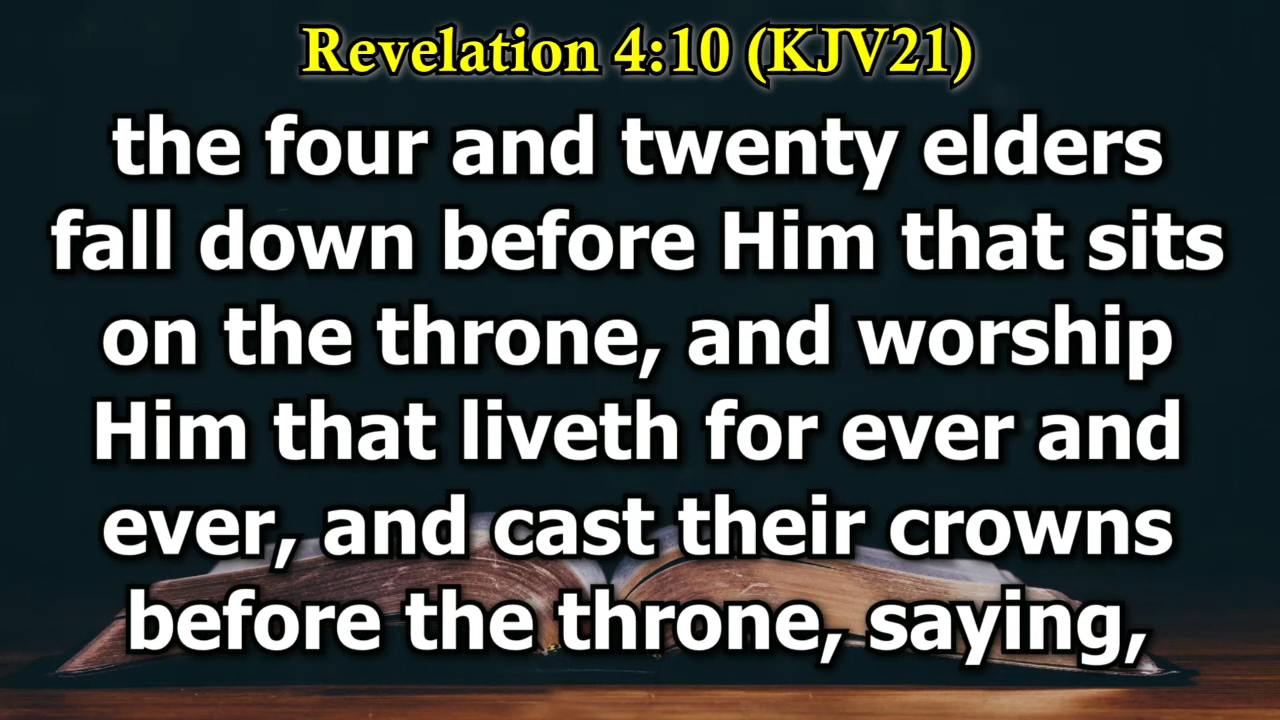 Revelation 4:10 (KJV21)
the four and twenty elders
fall down before Him that sits
on the throne, and worship
Him that liveth for ever and
ever, and cast their crowns
before the throne, saying,